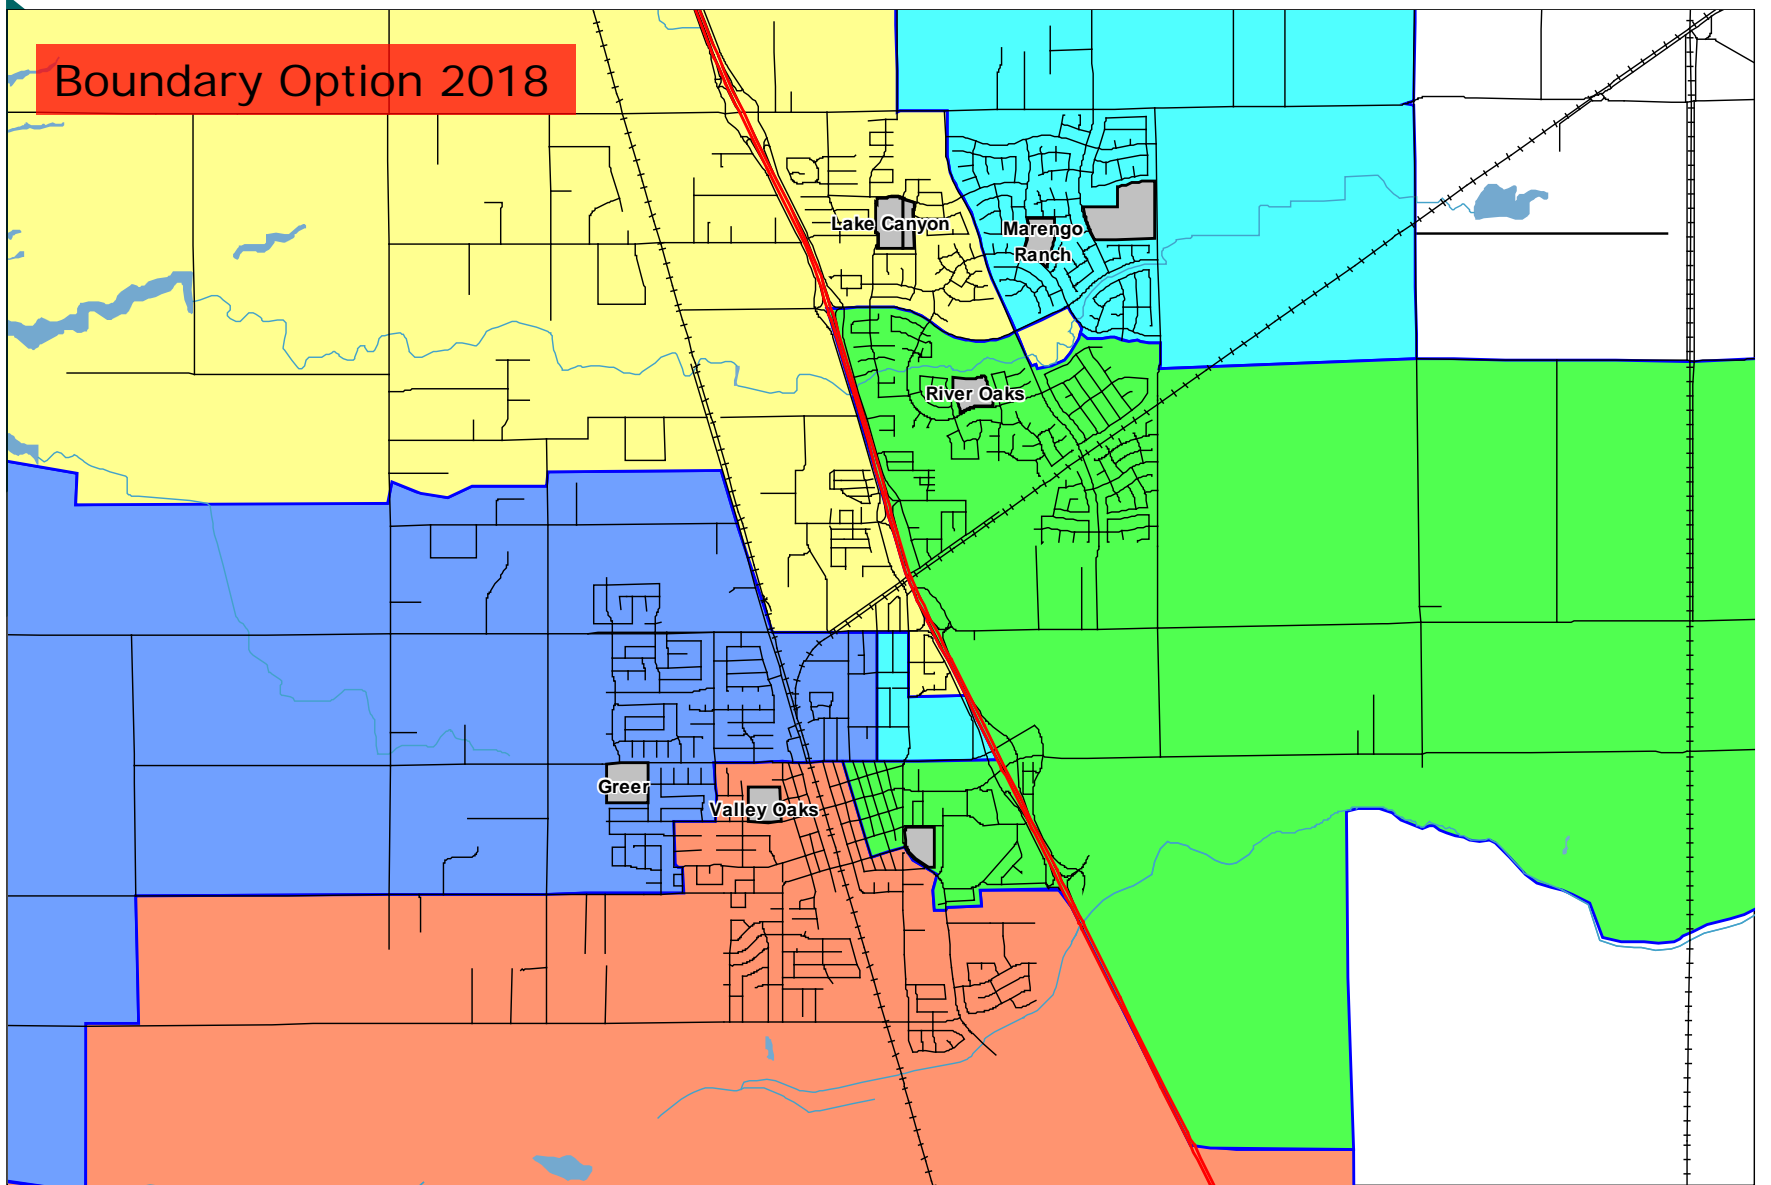 Boundary Option 2018
Lake Canyon
Marengo
Ranch
River Oaks
Greer
Valley Oaks